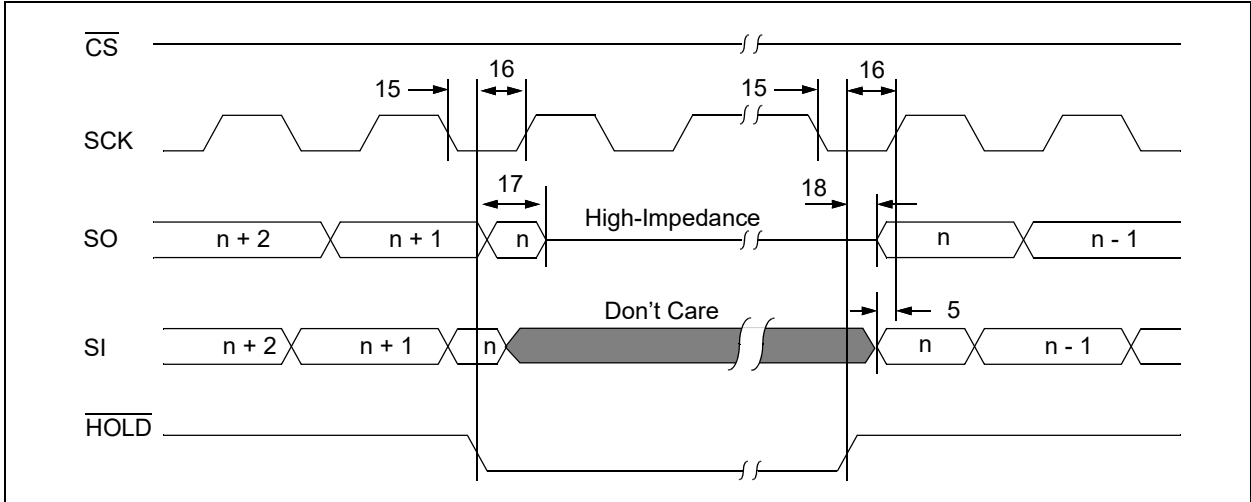 CS
16
16
15
15
SCK
17
18
High-Impedance
SO
n + 2
n + 1
n
n
n - 1
Don't Care
5
SI
n + 2
n + 1
n
n
n - 1
HOLD